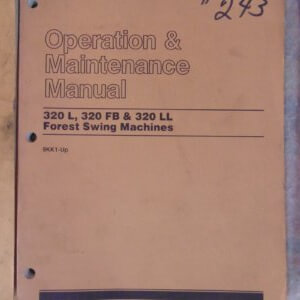 " 243
Operation &
Maintenance
Manual
320 L, 320 FB & 320 LL
Forest Swing Machines
9KK1-Up